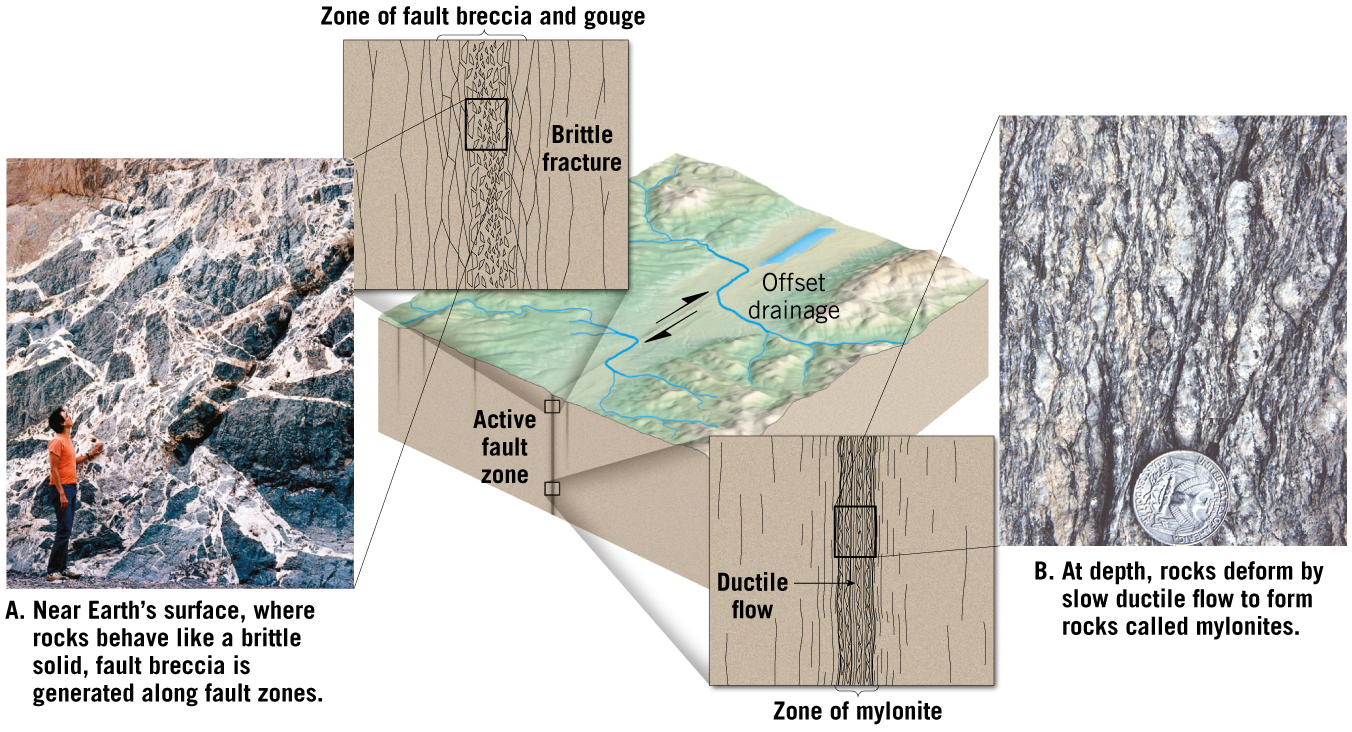 Zone of fault breccia and gouge
Brittle
fracture
Offset
drainage
Active
fault
zone
Ductile
flow
Zone of mylonite
A. Near Earth’s surface, where
rocks behave like a brittle
solid, fault breccia is
generated along fault zones.
B. At depth, rocks deform by
slow ductile flow to form
rocks called mylonites.